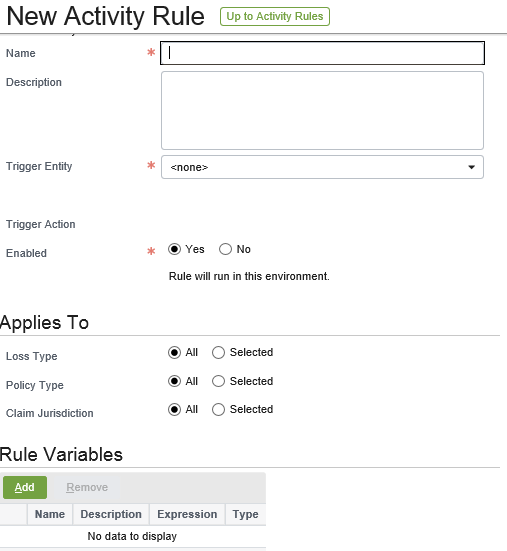 New Activity Rule Up to Activity Rules
Name *
Description
Trigger Entity * <none>
Trigger Action
Enabled * Yes No
Rule will run in this environment.
Applies To
Loss Type All Selected
Policy Type All Selected
Claim Jurisdiction All Selected
Rule Variables
Add Remove
Name Description Expression Type
No data to display